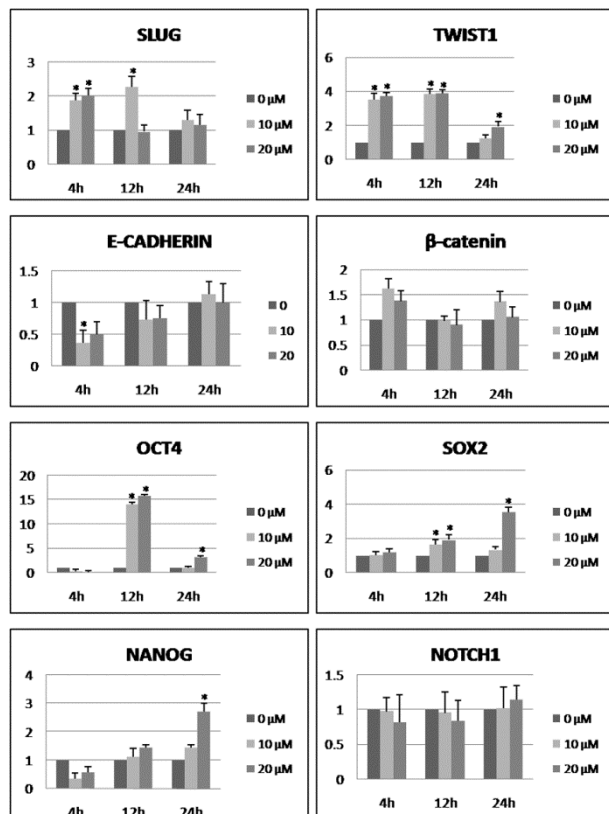 SLUG
3
2
1
0
* * *
4h 12h 24h
0 µM
10 µM
20 µM
TWIST1
6
4
2
0
* * * * *
4h 12h 24h
0 µM
10 µM
20 µM
E-CADHERIN
1.5
1
0.5
0
*
4h 12h 24h
0
10
20
β-catenin
2
1.5
1
0.5
0
4h 12h 24h
0 µM
10 µM
20 µM
OCT4
20
15
10
5
0
* * *
4h 12h 24h
0 µM
10 µM
20 µM
SOX2
6
4
2
0
* * *
4h 12h 24h
0 µM
10 µM
20 µM
NANOG
4
3
2
1
0
*
4h 12h 24h
0 µM
10 µM
20 µM
NOTCH1
1.5
1
0.5
0
4h 12h 24h
0 µM
10 µM
20 µM